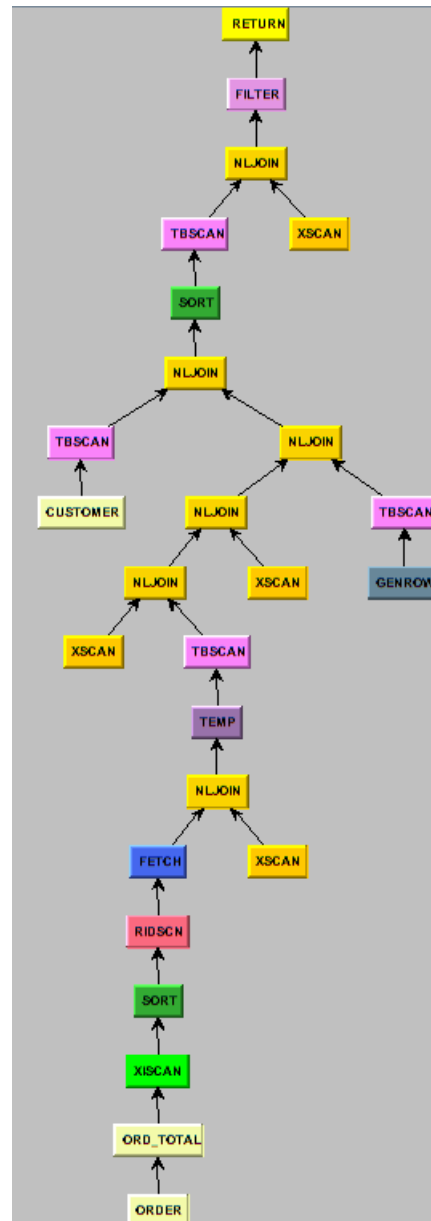 RETURN
FILTER
NLJOIN
TBSCAN XSCAN
SORT
NLJOIN
TBSCAN NLJOIN
CUSTOMER NLJOIN TBSCAN
NLJOIN XSCAN GENROW
XSCAN TBSCAN
TEMP
NLJOIN
FETCH XSCAN
RIDSCN
SORT
XISCAN
ORD_TOTAL
ORDER